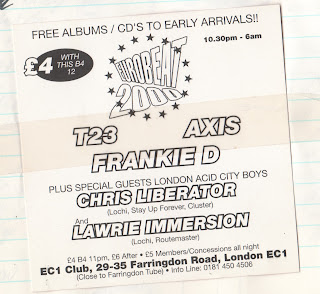 FREE ALBUMS / CD'S TO EARLY ARRIVALS!!
10.30pm - 6am
£4 WITH
THIS B4
12
EUROBEAT
2000
T23 AXIS
FRANKIE D
PLUS SPECIAL GUESTS LONDON ACID CITY BOYS
CHRIS LIBERATOR
(Lochi, Stay Up Forever, Cluster)
And
LAWRIE IMMERSION
(Lochi, Routemaster)
£4 B4 11pm, £6 After • £5 Members/Concessions all night
EC1 Club, 29-35 Farringdon Road, London EC1
(Close to Farringdon Tube) • Info Line: 0181 450 4506